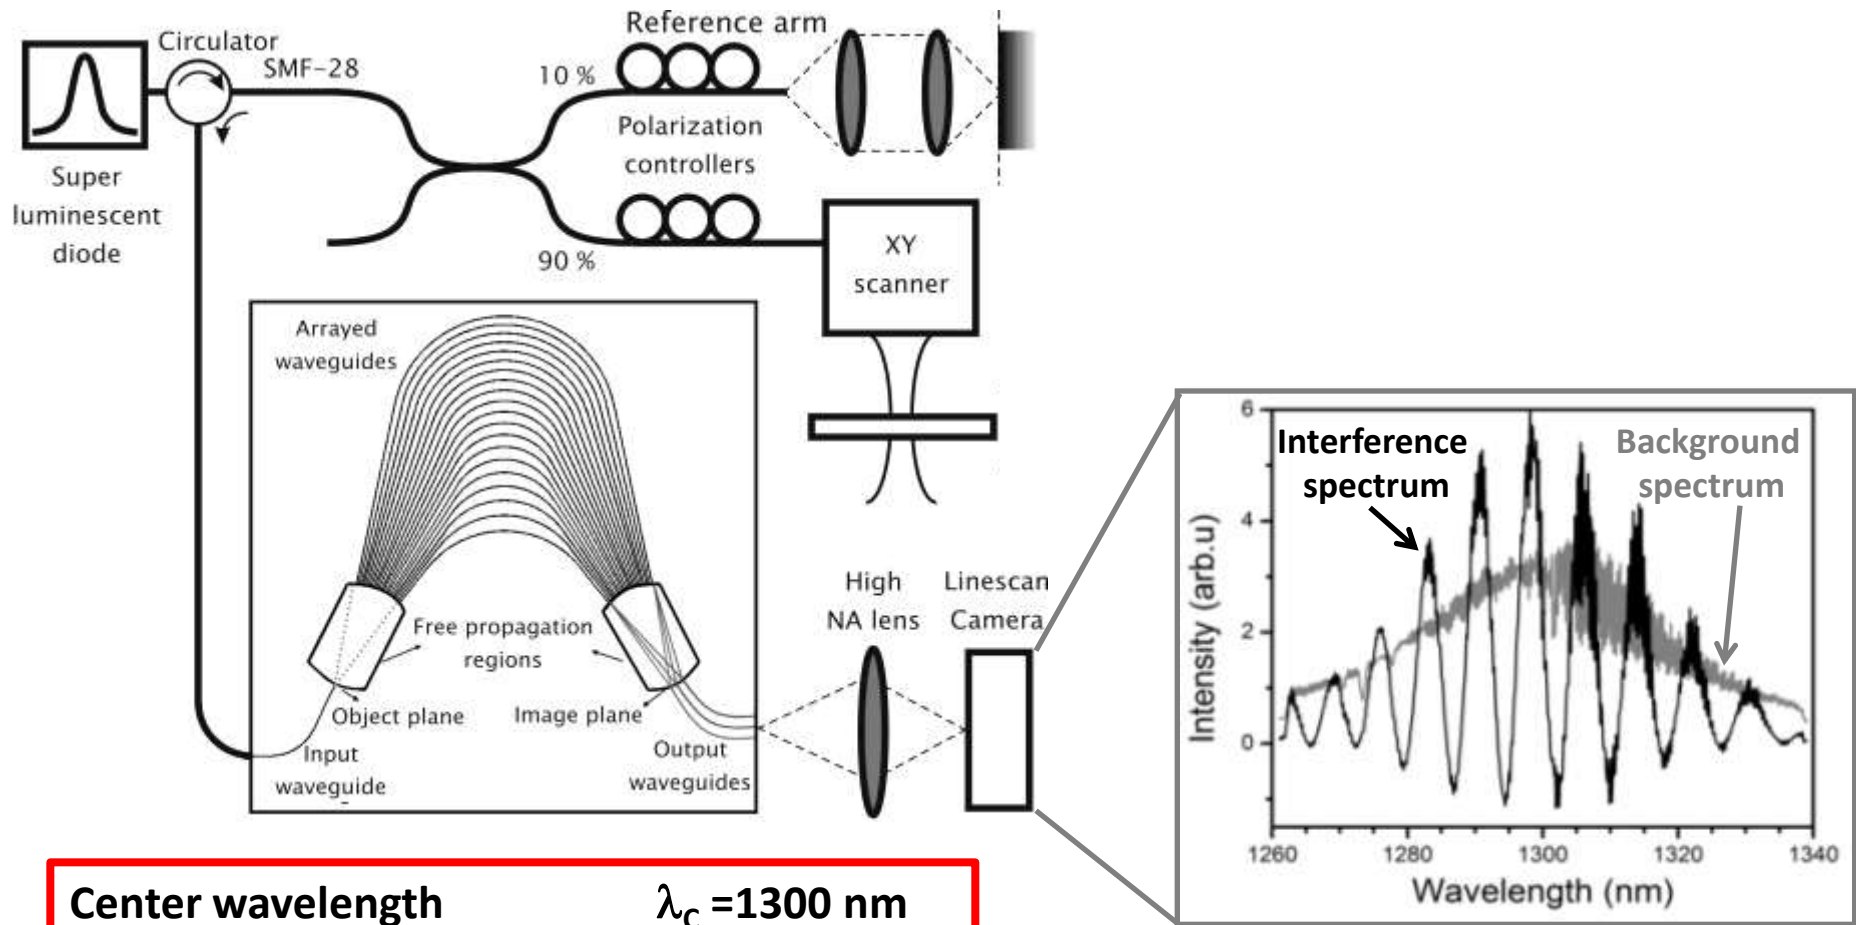 Reference arm
Circulator
SMF-28
10 %
Polarization
controllers
Super
luminescent
diode
90 %
XY
scanner
Arrayed
waveguides
Free propagation
regions
Object plane
Image plane
Input
waveguide
Output
waveguides
High
NA lens
Linescan
Camera
Interference
spectrum
Background
spectrum
Intensity (arb.u)
6
4
2
0
1260 1280 1300 1320 1340
Wavelength (nm)
Center wavelength λC =1300 nm